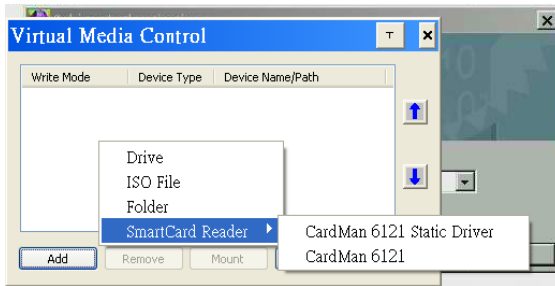 Virtual Media Control
T
Write Mode Device Type Device Name/Path
Drive
ISO File
Folder
SmartCard Reader
CardMan 6121 Static Driver
CardMan 6121
Add Remove Mount